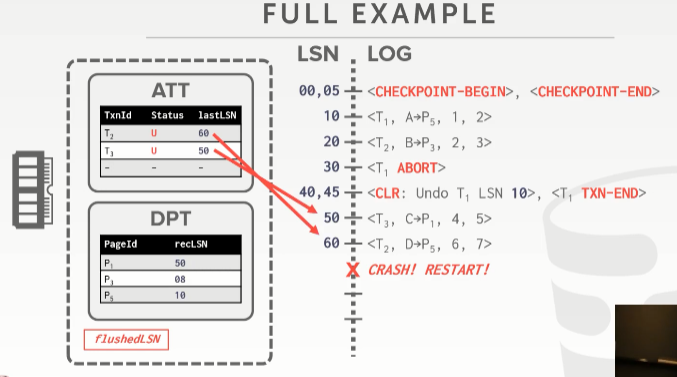 FULL EXAMPLE
LSN LOG
ATT
TxnId Status lastLSN
T₂ U 60
T₃ U 50
- - -
DPT
PageId recLSN
P₁ 50
P₃ 08
P₅ 10
flushedLSN
00,05 <CHECKPOINT-BEGIN>, <CHECKPOINT-END>
10 <T₁, A→P₅, 1, 2>
20 <T₂, B→P₃, 2, 3>
30 <T₁ ABORT>
40,45 <CLR: Undo T₁ LSN 10>, <T₁ TXN-END>
50 <T₃, C→P₁, 4, 5>
60 <T₂, D→P₅, 6, 7>
X CRASH! RESTART!